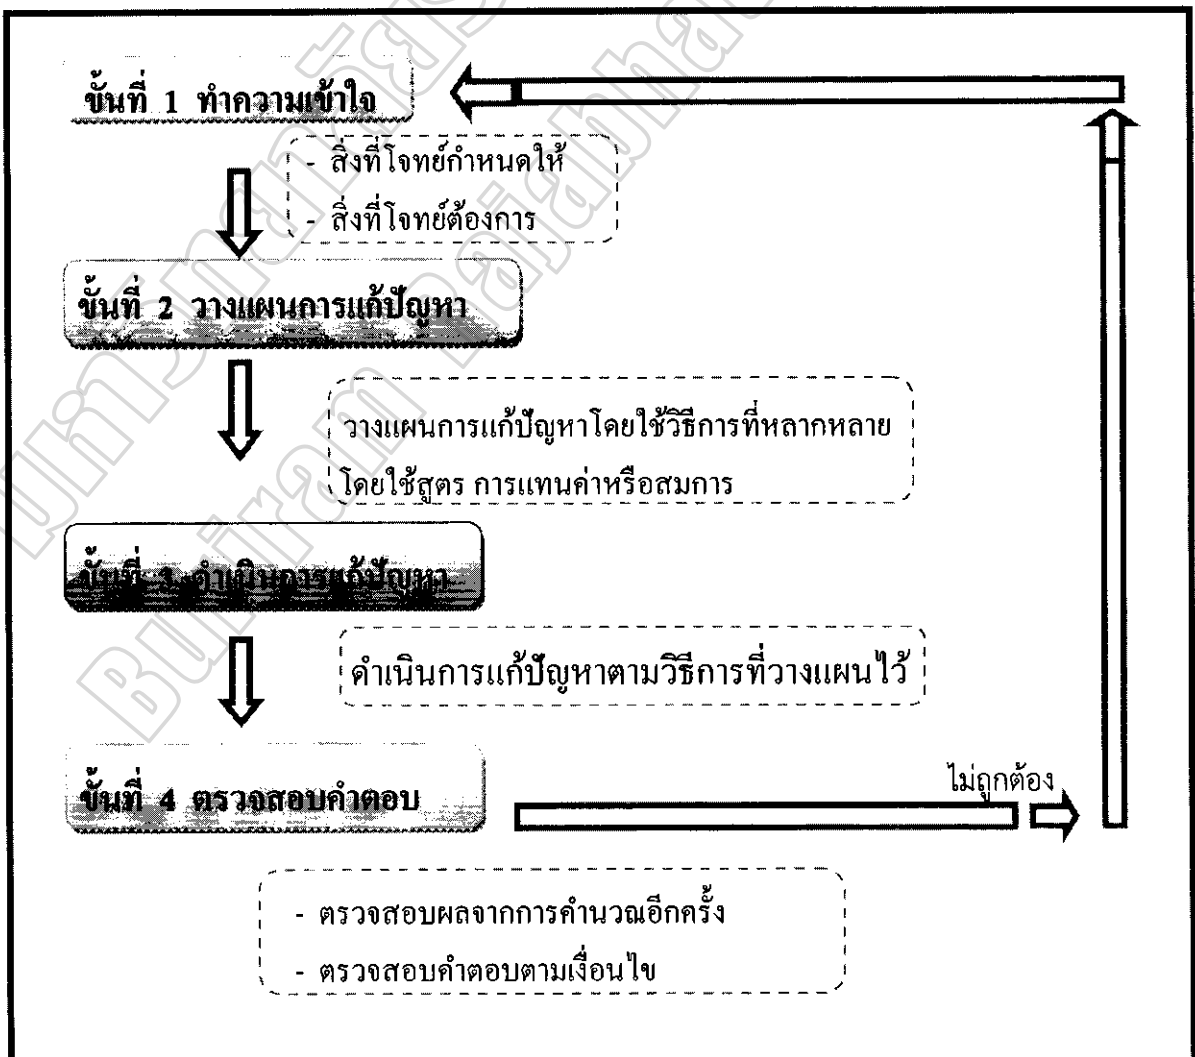 ขั้นที่ 1 ทำความเข้าใจ
- สิ่งที่โจทย์กำหนดให้
- สิ่งที่โจทย์ต้องการ
ขั้นที่ 2 วางแผนการแก้ปัญหา
วางแผนการแก้ปัญหาโดยใช้วิธีการที่หลากหลาย
โดยใช้สูตร การแทนค่าหรือสมการ
ขั้นที่ 3 ดำเนินการแก้ปัญหา
ดำเนินการแก้ปัญหาตามวิธีการที่วางแผนไว้
ขั้นที่ 4 ตรวจสอบคำตอบ
ไม่ถูกต้อง
- ตรวจสอบผลจากการคำนวณอีกครั้ง
- ตรวจสอบคำตอบตามเงื่อนไข